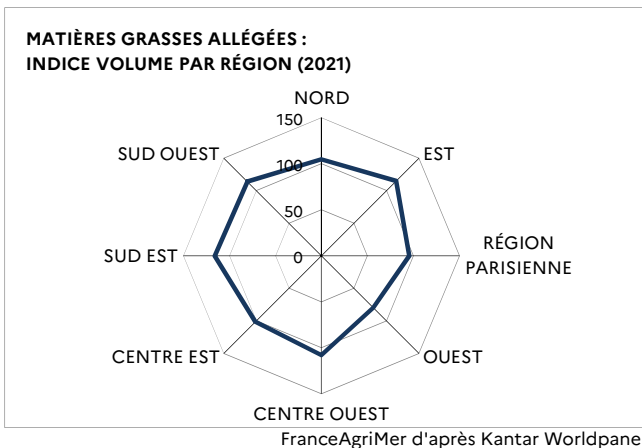 MATIÈRES GRASSES ALLÉGÉES :
INDICE VOLUME PAR RÉGION (2021)
NORD
150
SUD OUEST
EST
100
50
SUD EST
0
RÉGION
PARISIENNE
CENTRE EST
OUEST
CENTRE OUEST
FranceAgriMer d'après Kantar Worldpane